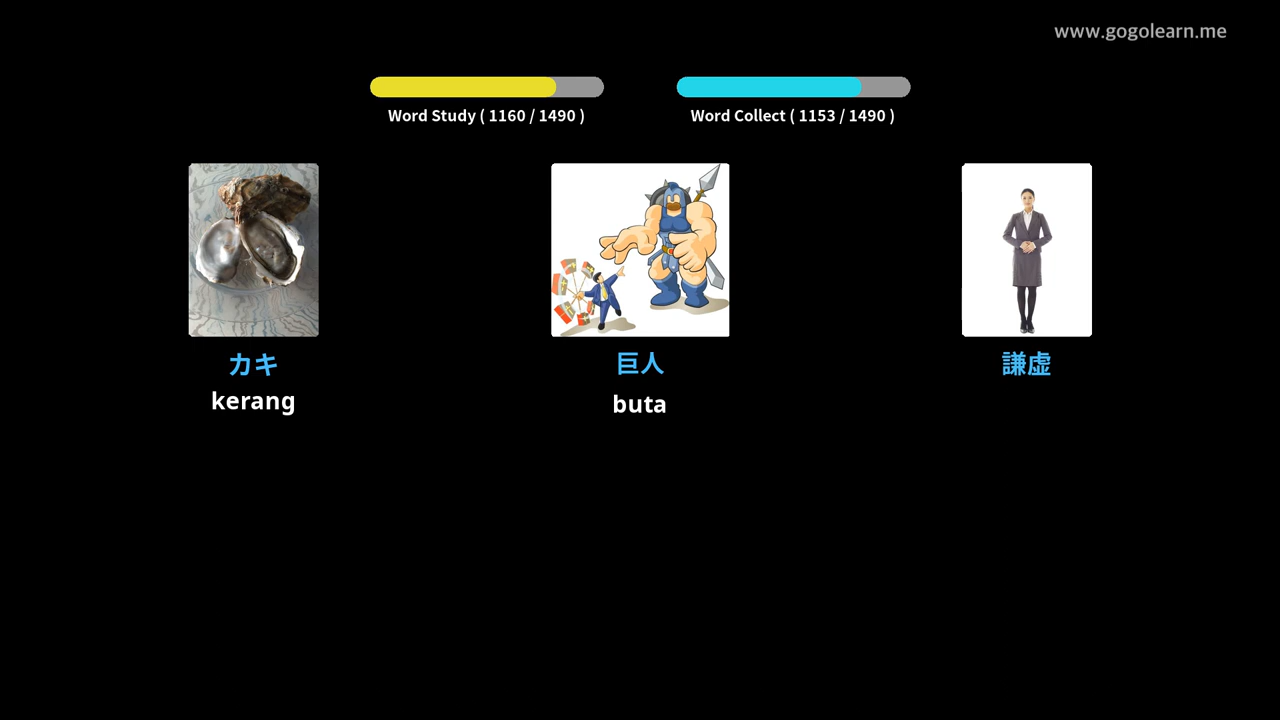 www.gogolearn.me
Word Study ( 1160 / 1490 )
Word Collect ( 1153 / 1490 )
カキ
巨人
謙虚
kerang
buta